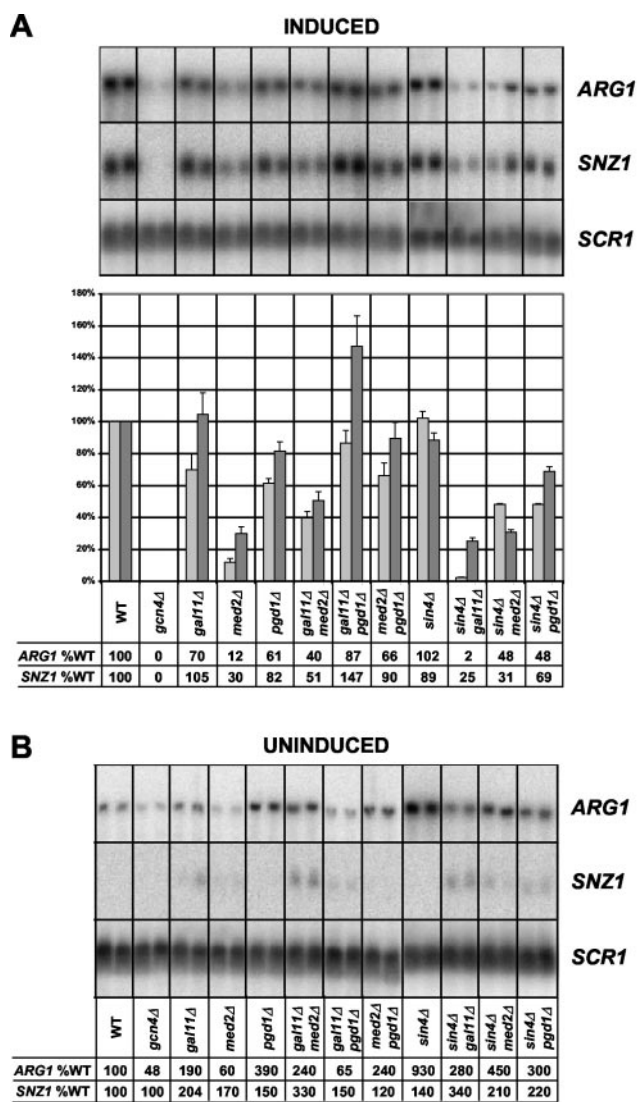 A
INDUCED
ARG1
SNZ1
SCR1
180%
160%
140%
120%
100%
80%
60%
40%
20%
0%
WT gcn4Δ gal11Δ med2Δ pgd1Δ gal11Δ med2Δ gal11Δ pgd1Δ med2Δ pgd1Δ sin4Δ sin4Δ gal11Δ sin4Δ med2Δ sin4Δ pgd1Δ
ARG1 %WT 100 0 70 12 61 40 87 66 102 2 48 48
SNZ1 %WT 100 0 105 30 82 51 147 90 89 25 31 69
B
UNINDUCED
ARG1
SNZ1
SCR1
WT gcn4Δ gal11Δ med2Δ pgd1Δ gal11Δ med2Δ gal11Δ pgd1Δ med2Δ pgd1Δ sin4Δ sin4Δ gal11Δ sin4Δ med2Δ sin4Δ pgd1Δ
ARG1 %WT 100 48 190 60 390 240 65 240 930 280 450 300
SNZ1 %WT 100 100 204 170 150 330 150 120 140 340 210 220